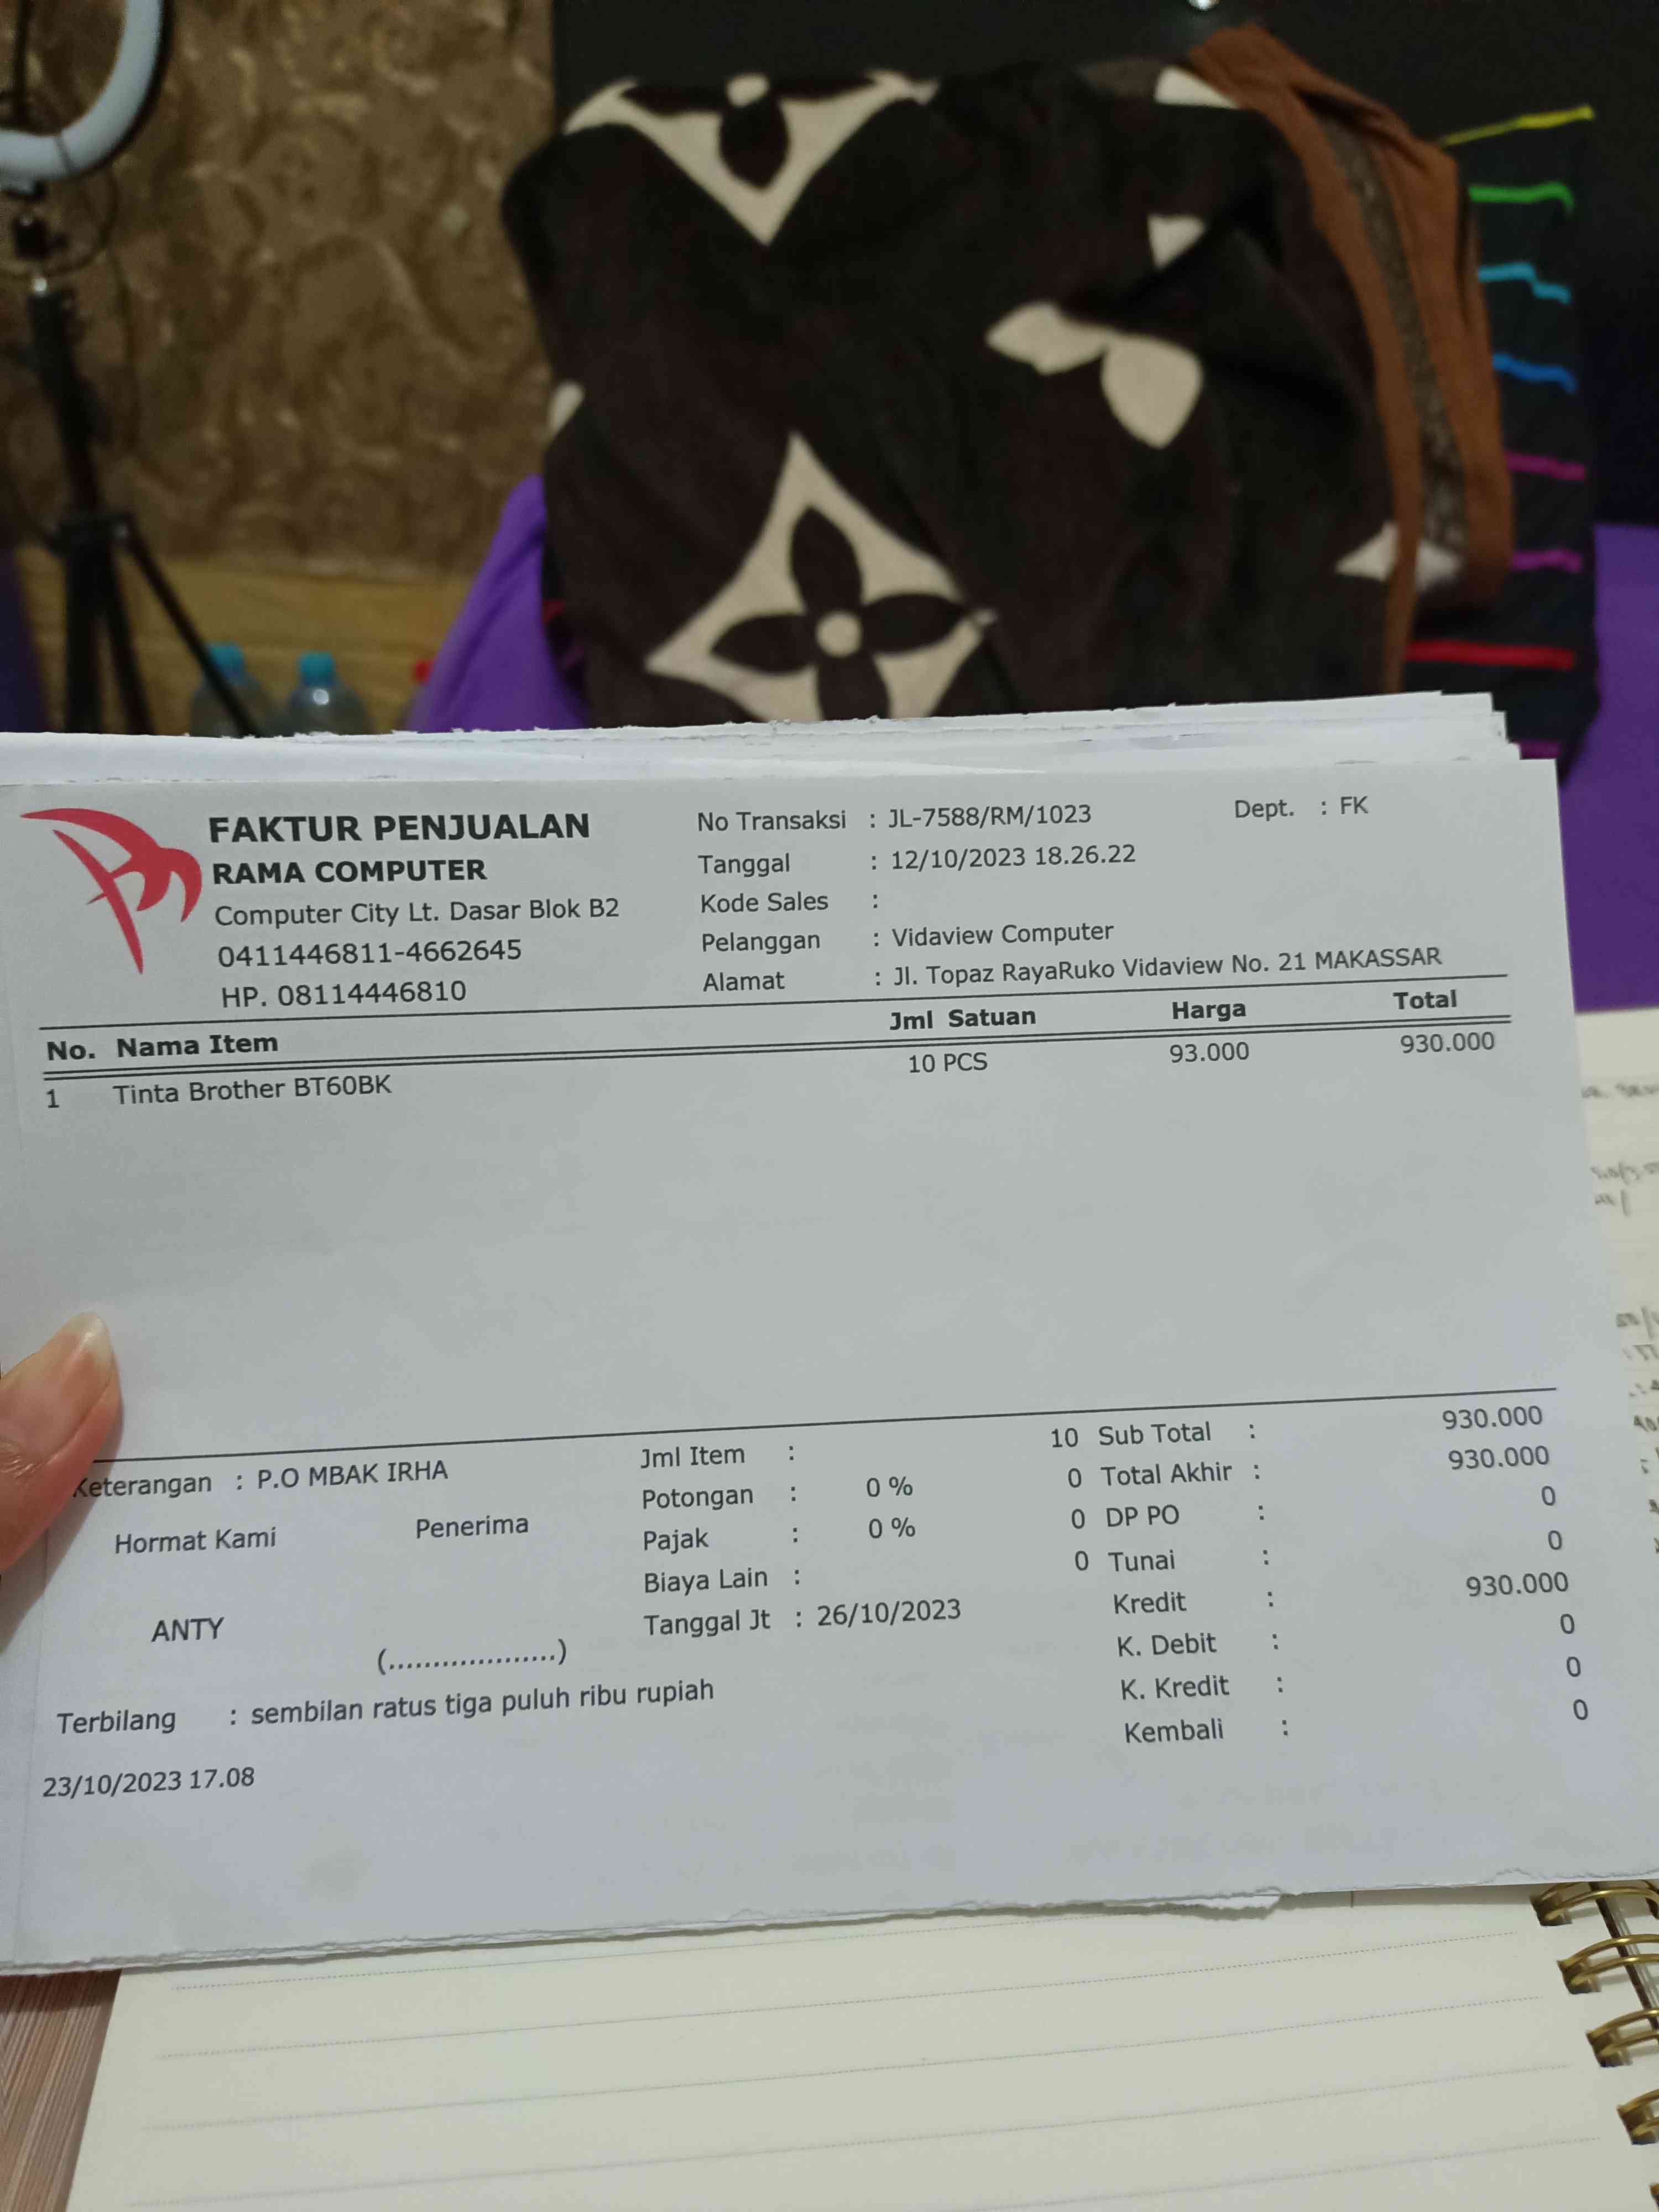 FAKTUR PENJUALAN
RAMA COMPUTER
Computer City Lt. Dasar Blok B2
0411446811-4662645
HP. 08114446810
No Transaksi : JL-7588/RM/1023
Dept. : FK
Tanggal : 12/10/2023 18.26.22
Kode Sales :
Pelanggan : Vidaview Computer
Alamat : Jl. Topaz RayaRuko Vidaview No. 21 MAKASSAR
No. Nama Item Jml Satuan Harga Total
1 Tinta Brother BT60BK 10 PCS 93.000 930.000
Keterangan : P.O MBAK IRHA
Hormat Kami Penerima
ANTY
(....................)
Jml Item : 10
Potongan : 0 % 0
Pajak : 0 % 0
Biaya Lain : 0
Tanggal Jt : 26/10/2023
Sub Total : 930.000
Total Akhir : 930.000
DP PO : 0
Tunai : 0
Kredit : 930.000
K. Debit : 0
K. Kredit : 0
Kembali : 0
Terbilang : sembilan ratus tiga puluh ribu rupiah
23/10/2023 17.08